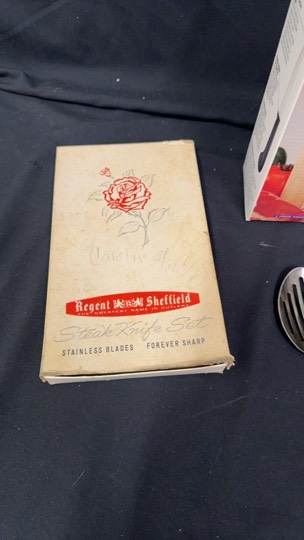 Regent Sheffield
THE GREATEST NAME IN CUTLERY
Steak Knife Set
STAINLESS BLADES FOREVER SHARP